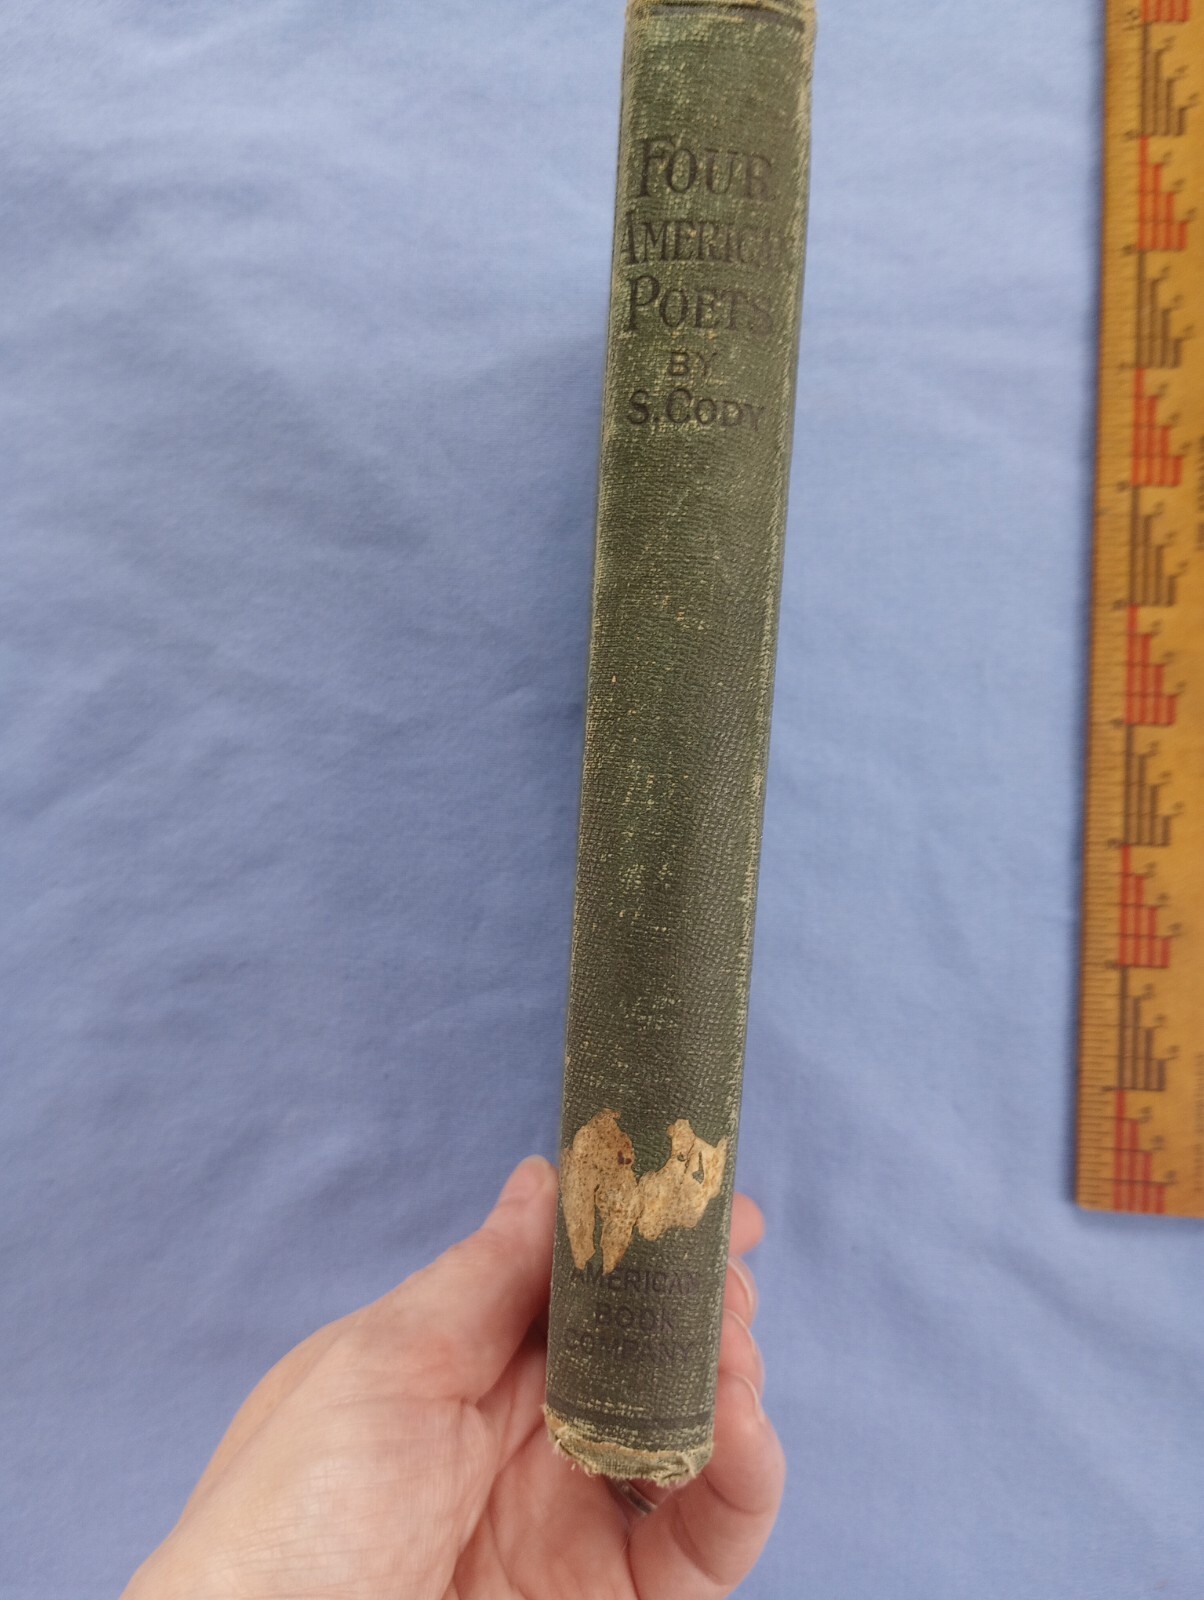 FOUR
AMERICAN
POETS
BY
S. CODY
AMERICAN
BOOK
COMPANY